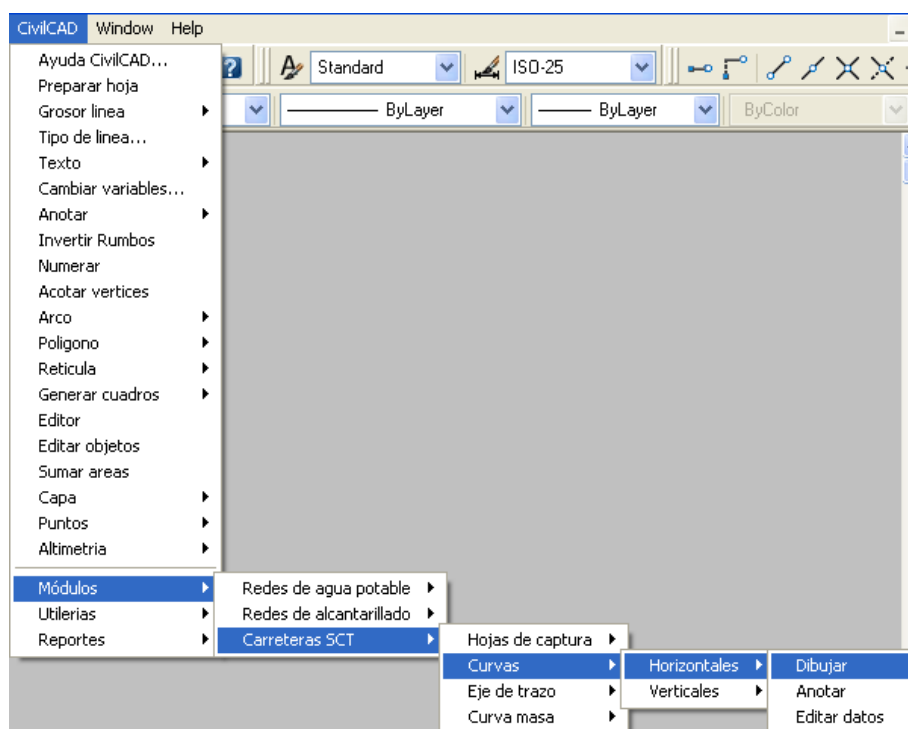 CivilCAD Window Help
Standard ISO-25
ByLayer ByLayer ByColor
Ayuda CivilCAD...
Preparar hoja
Grosor linea
Tipo de linea...
Texto
Cambiar variables...
Anotar
Invertir Rumbos
Numerar
Acotar vertices
Arco
Poligono
Reticula
Generar cuadros
Editor
Editar objetos
Sumar areas
Capa
Puntos
Altimetria
Módulos
Utilerias
Reportes
Redes de agua potable
Redes de alcantarillado
Carreteras SCT
Hojas de captura
Curvas
Eje de trazo
Curva masa
Horizontales
Verticales
Dibujar
Anotar
Editar datos